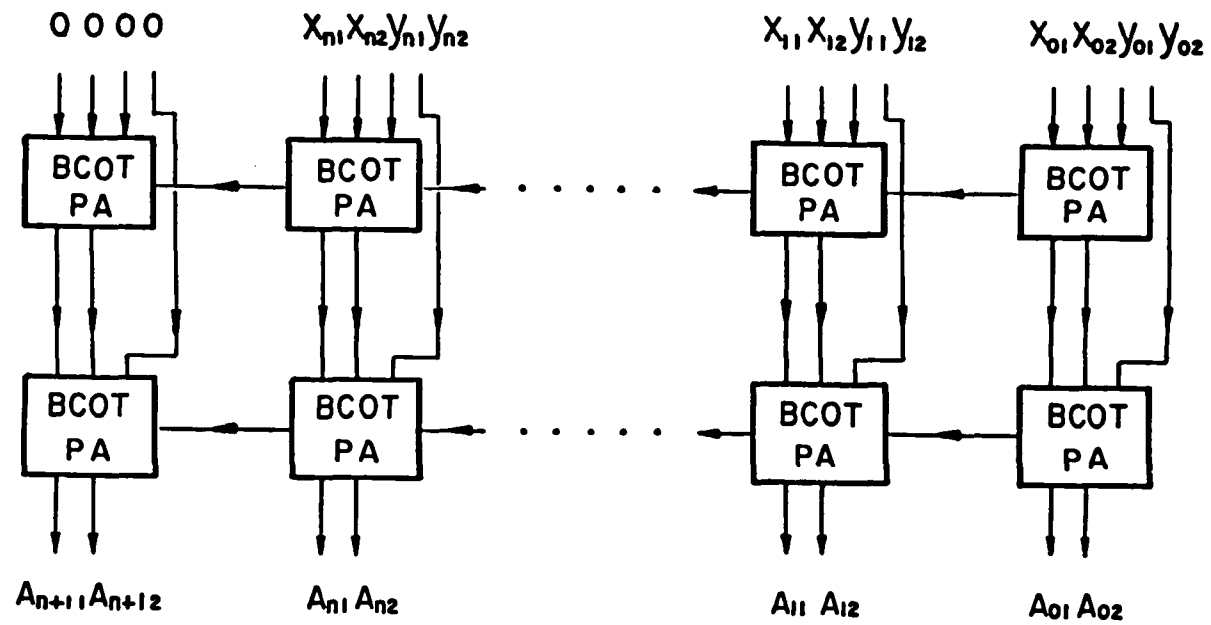 0 0 0 0 Xn1 Xn2 yn1 yn2 X11 X12 y11 y12 X01 X02 y01 y02
BCOT PA BCOT PA BCOT PA BCOT PA
BCOT PA BCOT PA BCOT PA BCOT PA
An+11 An+12 An1 An2 A11 A12 A01 A02